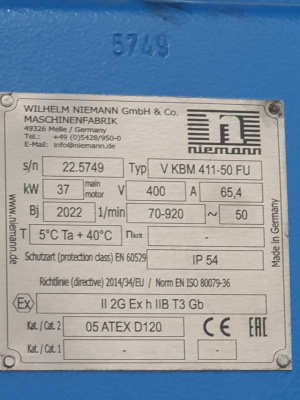 5749
WILHELM NIEMANN GmbH & Co.
MASCHINENFABRIK
49326 Melle / Germany
Tel.: +49 (0)5428/950-0
E-Mail: info@niemann.de
niemann
s/n 22.5749 Typ V KBM 411-50 FU
kW 37 main motor V 400 A 65,4
Bj 2022 1/min 70-920 ~ 50
T 5°C Ta + 40°C nkrit -
Schutzart (protection class) EN 60529 IP 54
Richtlinie (directive) 2014/34/EU / Norm EN ISO 80079-36
Ex II 2G Ex h IIB T3 Gb
Kat. / Cat. 2 05 ATEX D120 CE EAC
Kat. / Cat. 1 - -
www.niemann.de
Made in Germany